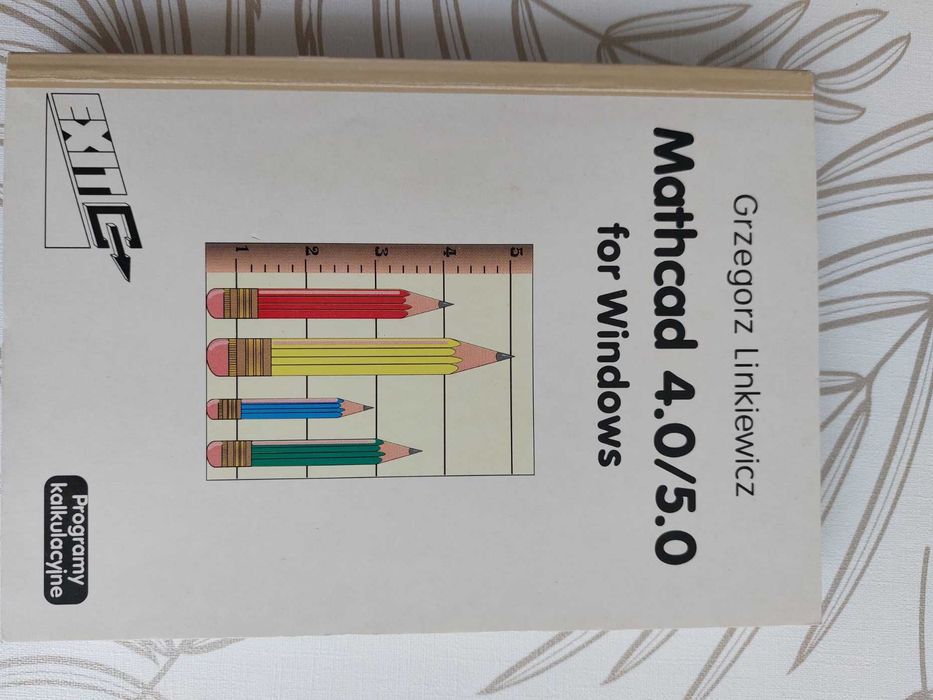 Grzegorz Linkiewicz
Mathcad 4.0/5.0
for Windows
5
4
3
2
1
EXIT
Programy
kalkulacyjne